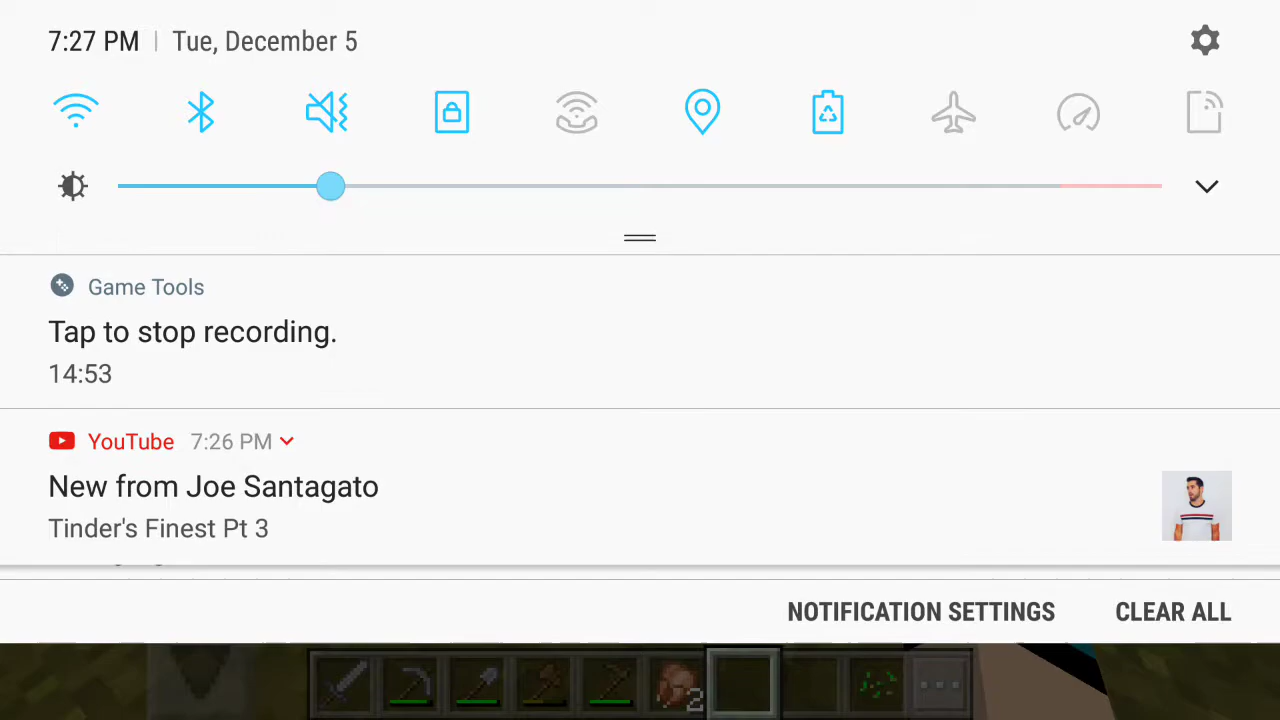 7:27 PM | Tue, December 5
Game Tools
Tap to stop recording.
14:53
YouTube 7:26 PM
New from Joe Santagato
Tinder's Finest Pt 3
NOTIFICATION SETTINGS CLEAR ALL
2